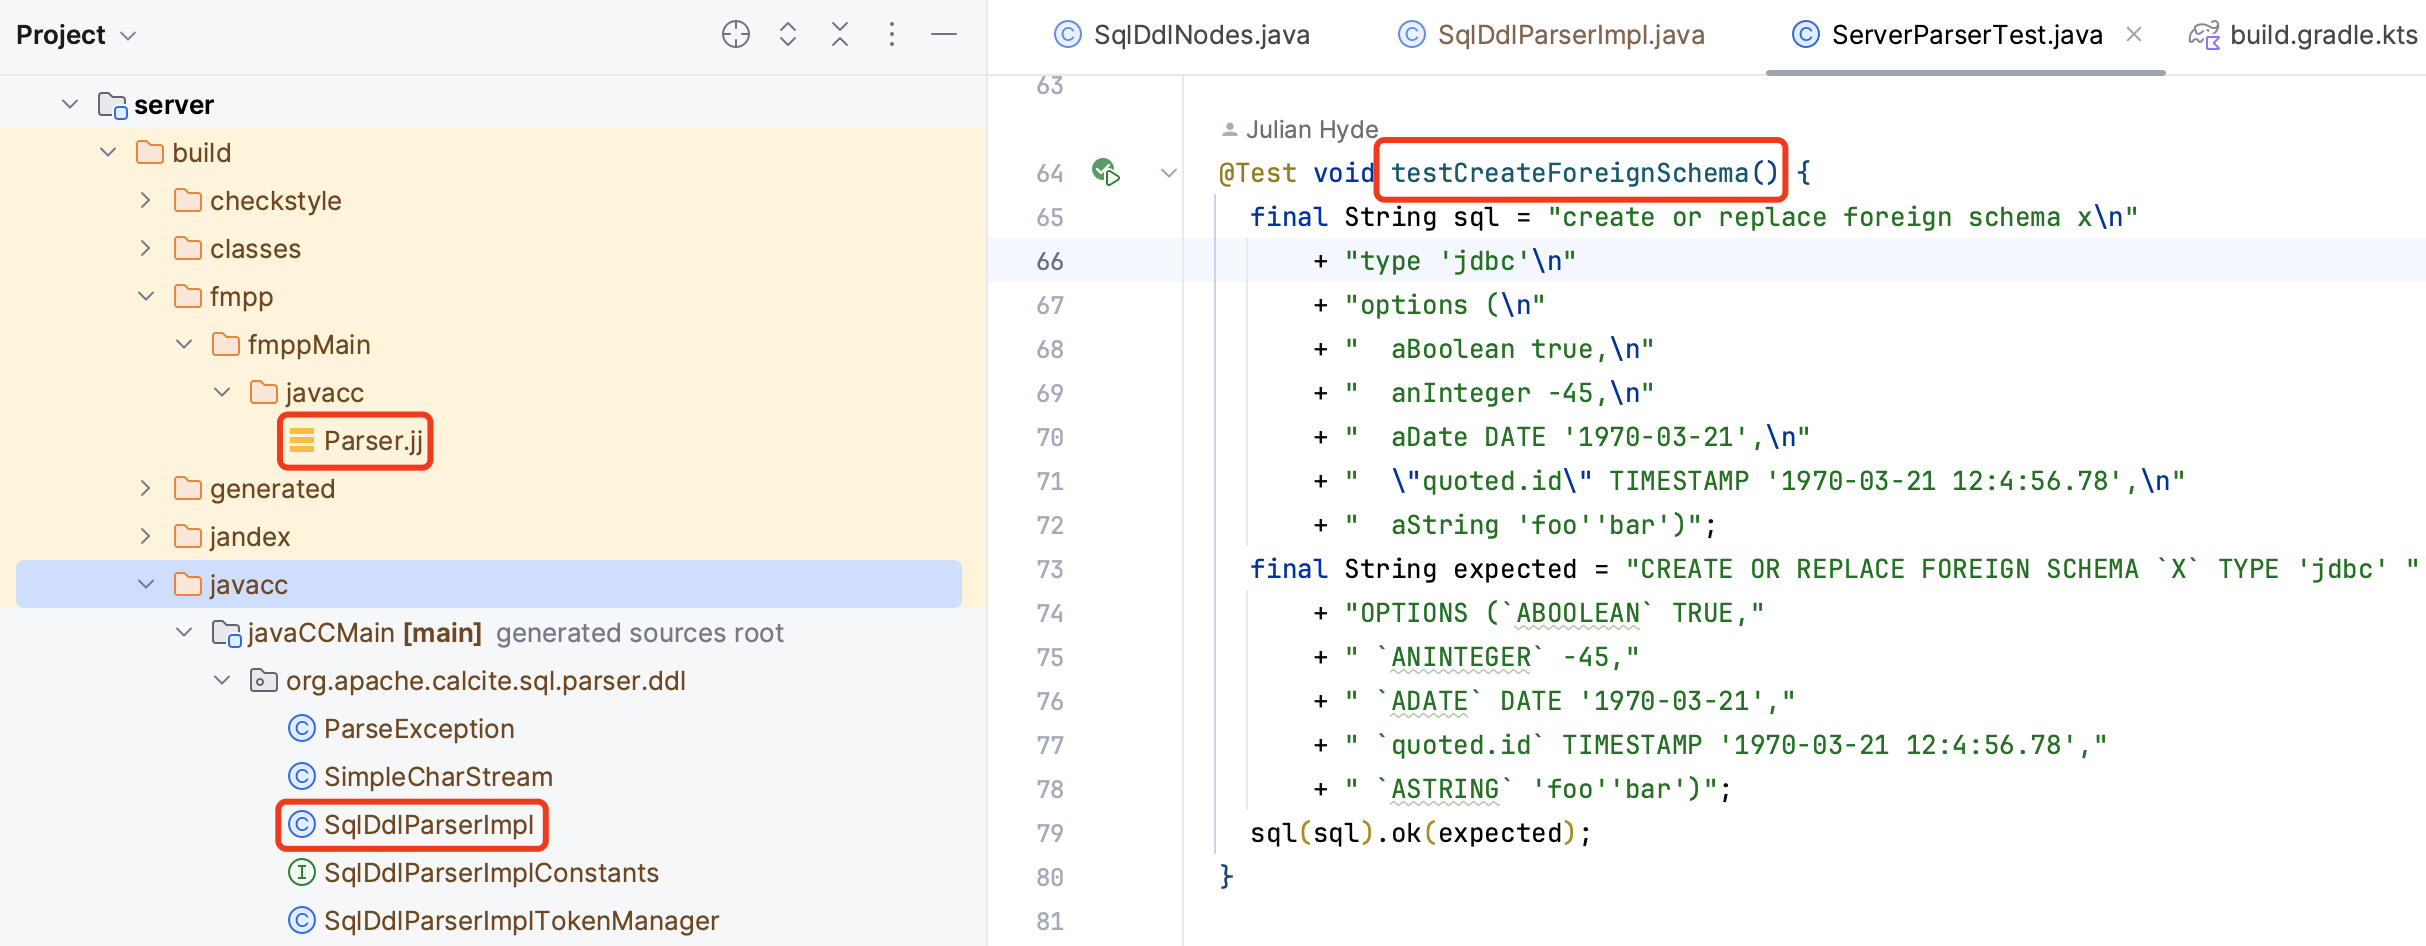 Project
server
build
checkstyle
classes
fmpp
fmppMain
javacc
Parser.jj
generated
jandex
javacc
javaCCMain [main] generated sources root
org.apache.calcite.sql.parser.ddl
ParseException
SimpleCharStream
SqlDdlParserImpl
SqlDdlParserImplConstants
SqlDdlParserImplTokenManager
SqlDdlNodes.java SqlDdlParserImpl.java ServerParserTest.java build.gradle.kts
63
Julian Hyde
64 @Test void testCreateForeignSchema() {
65 final String sql = "create or replace foreign schema x\n"
66 + "type 'jdbc'\n"
67 + "options (\n"
68 + "  aBoolean true,\n"
69 + "  anInteger -45,\n"
70 + "  aDate DATE '1970-03-21',\n"
71 + "  \"quoted.id\" TIMESTAMP '1970-03-21 12:4:56.78',\n"
72 + "  aString 'foo''bar')";
73 final String expected = "CREATE OR REPLACE FOREIGN SCHEMA `X` TYPE 'jdbc' "
74 + "OPTIONS (`ABOOLEAN` TRUE,"
75 + " `ANINTEGER` -45,"
76 + " `ADATE` DATE '1970-03-21',"
77 + " `quoted.id` TIMESTAMP '1970-03-21 12:4:56.78',"
78 + " `ASTRING` 'foo''bar')";
79 sql(sql).ok(expected);
80 }
81